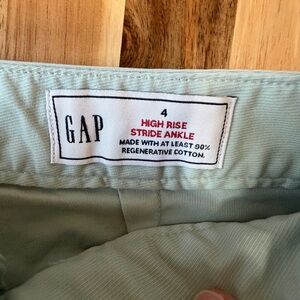 GAP
4
HIGH RISE
STRIDE ANKLE
MADE WITH AT LEAST 90%
REGENERATIVE COTTON.